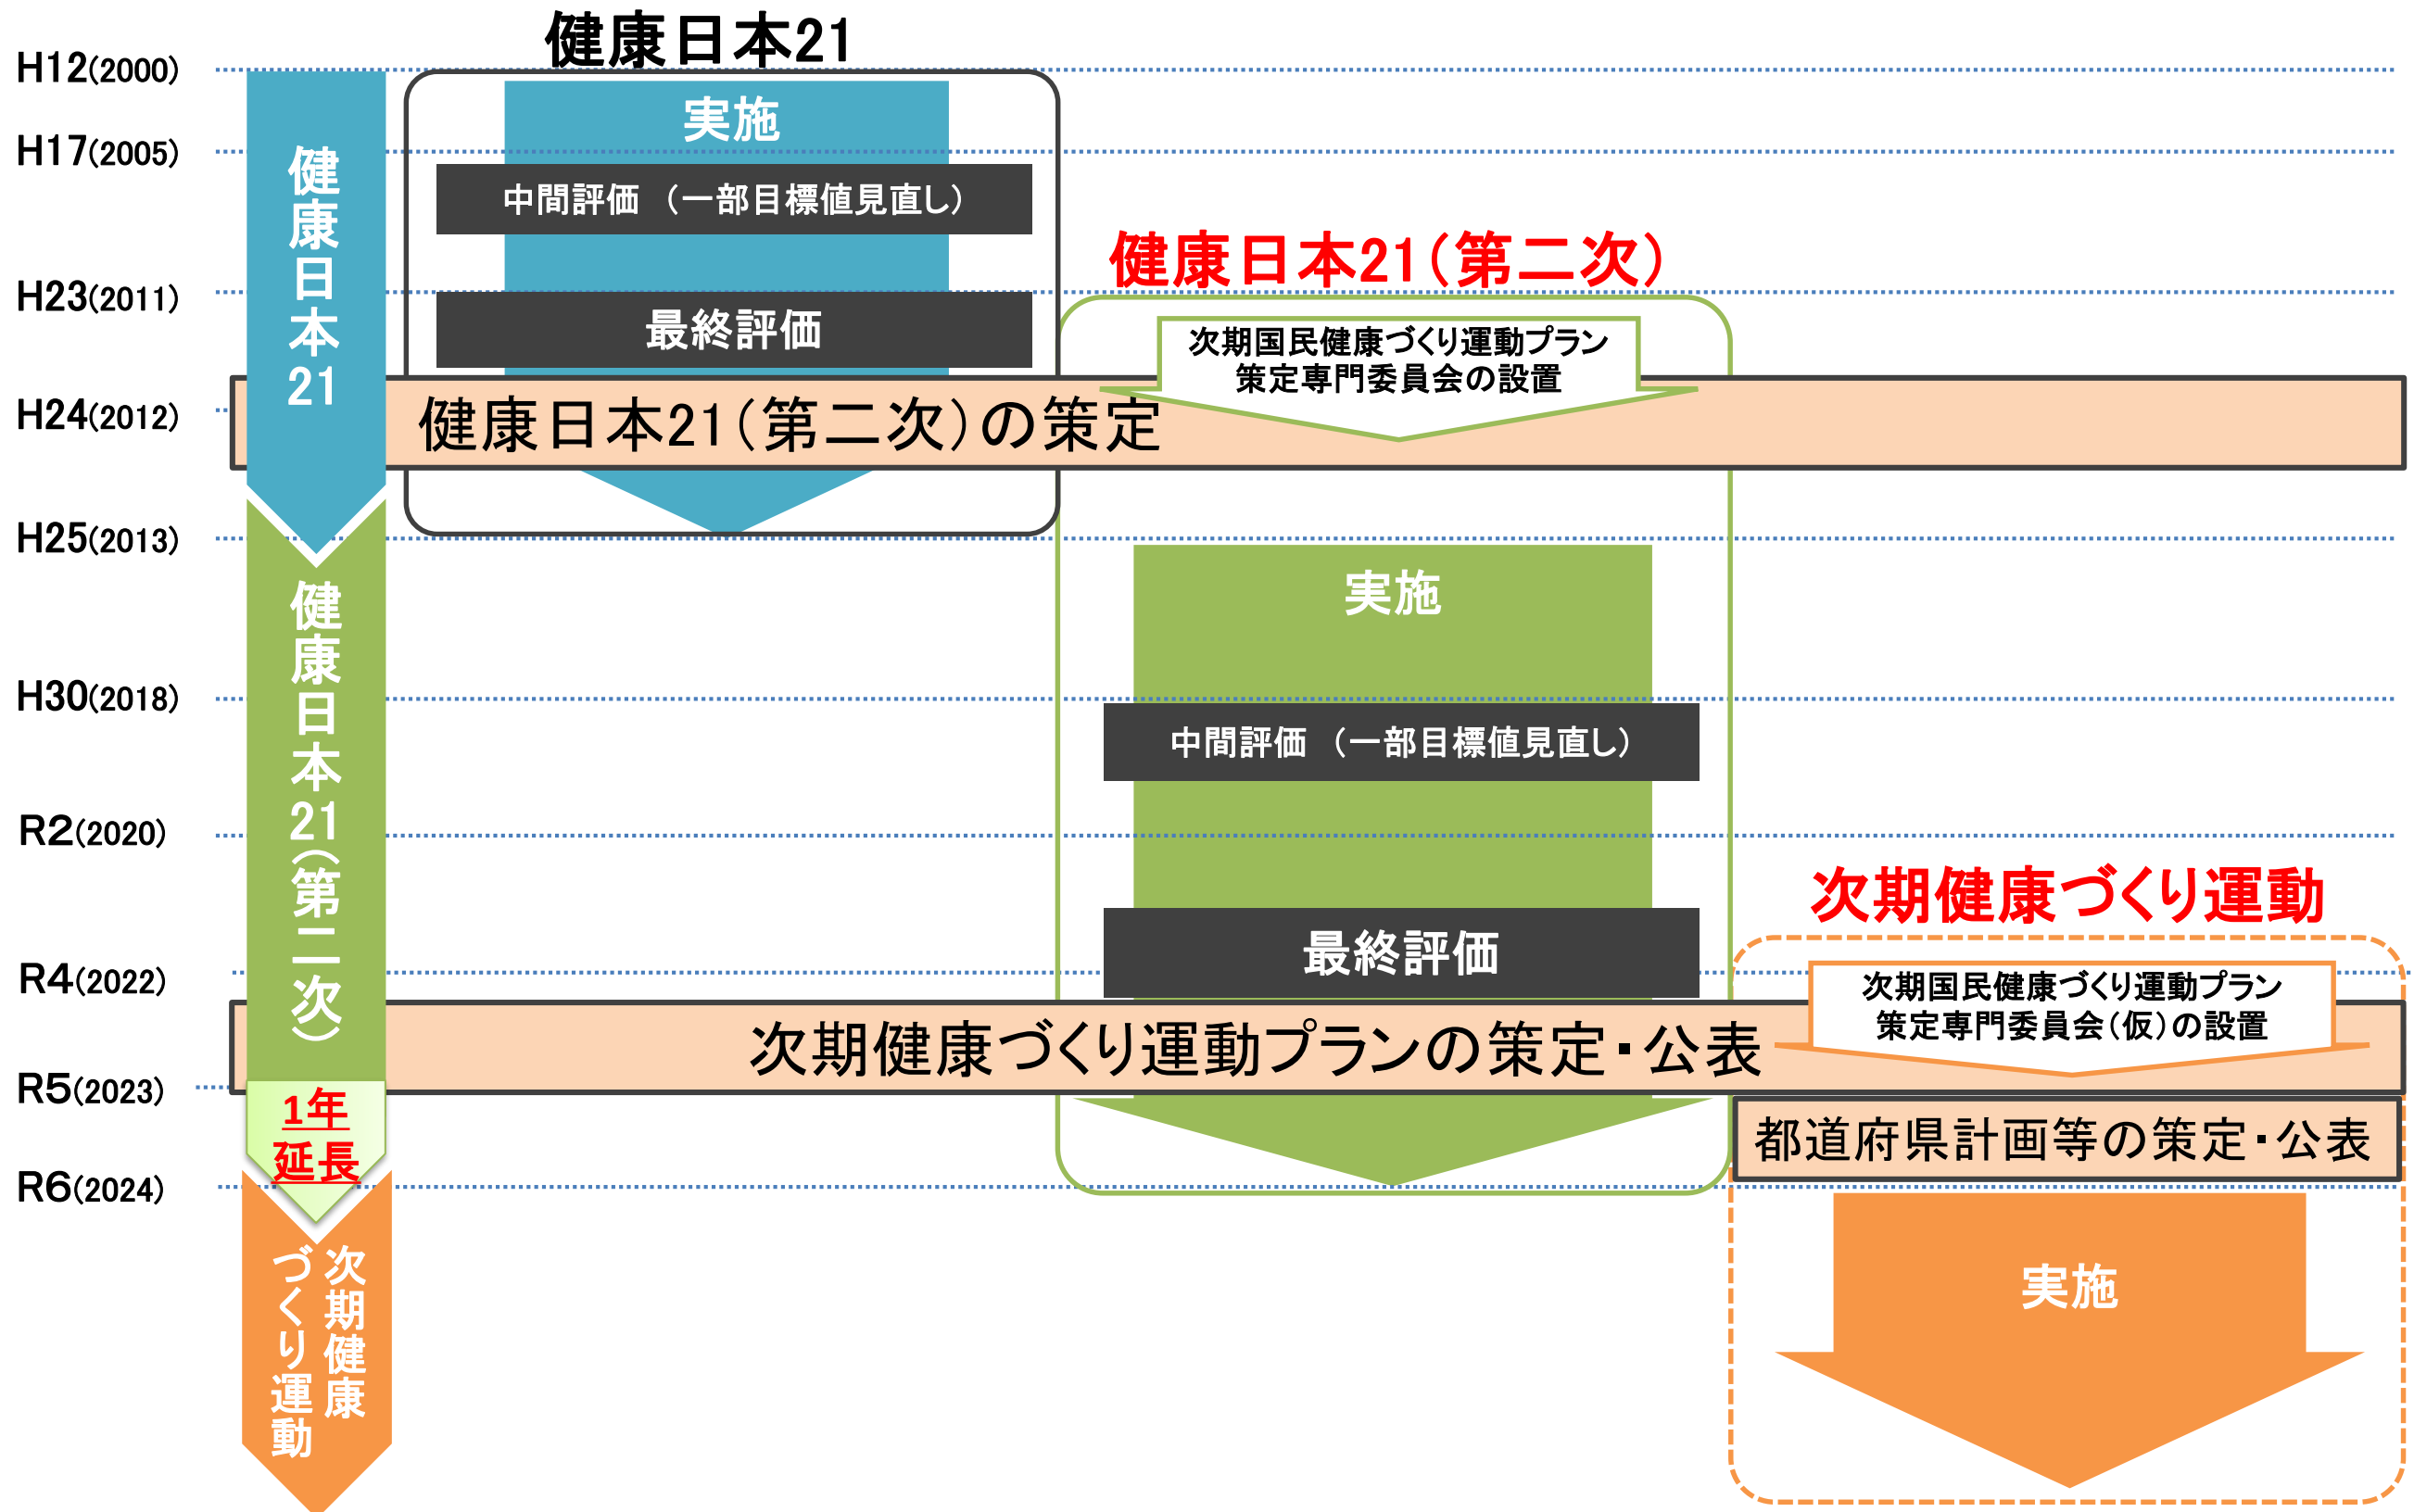 健康日本21
H12(2000)
実施
H17(2005)
中間評価 (一部目標値見直し)
健康日本21
健康日本21(第二次)
H23(2011)
最終評価
次期国民健康づくり運動プラン
策定専門委員会の設置
H24(2012)
健康日本21(第二次)の策定
H25(2013)
実施
健康日本21(第二次)
H30(2018)
中間評価 (一部目標値見直し)
R2(2020)
次期健康づくり運動
最終評価
R4(2022)
次期国民健康づくり運動プラン
策定専門委員会(仮)の設置
次期健康づくり運動プランの策定・公表
R5(2023)
1年
延長
都道府県計画等の策定・公表
R6(2024)
次期健康
づくり運動
実施